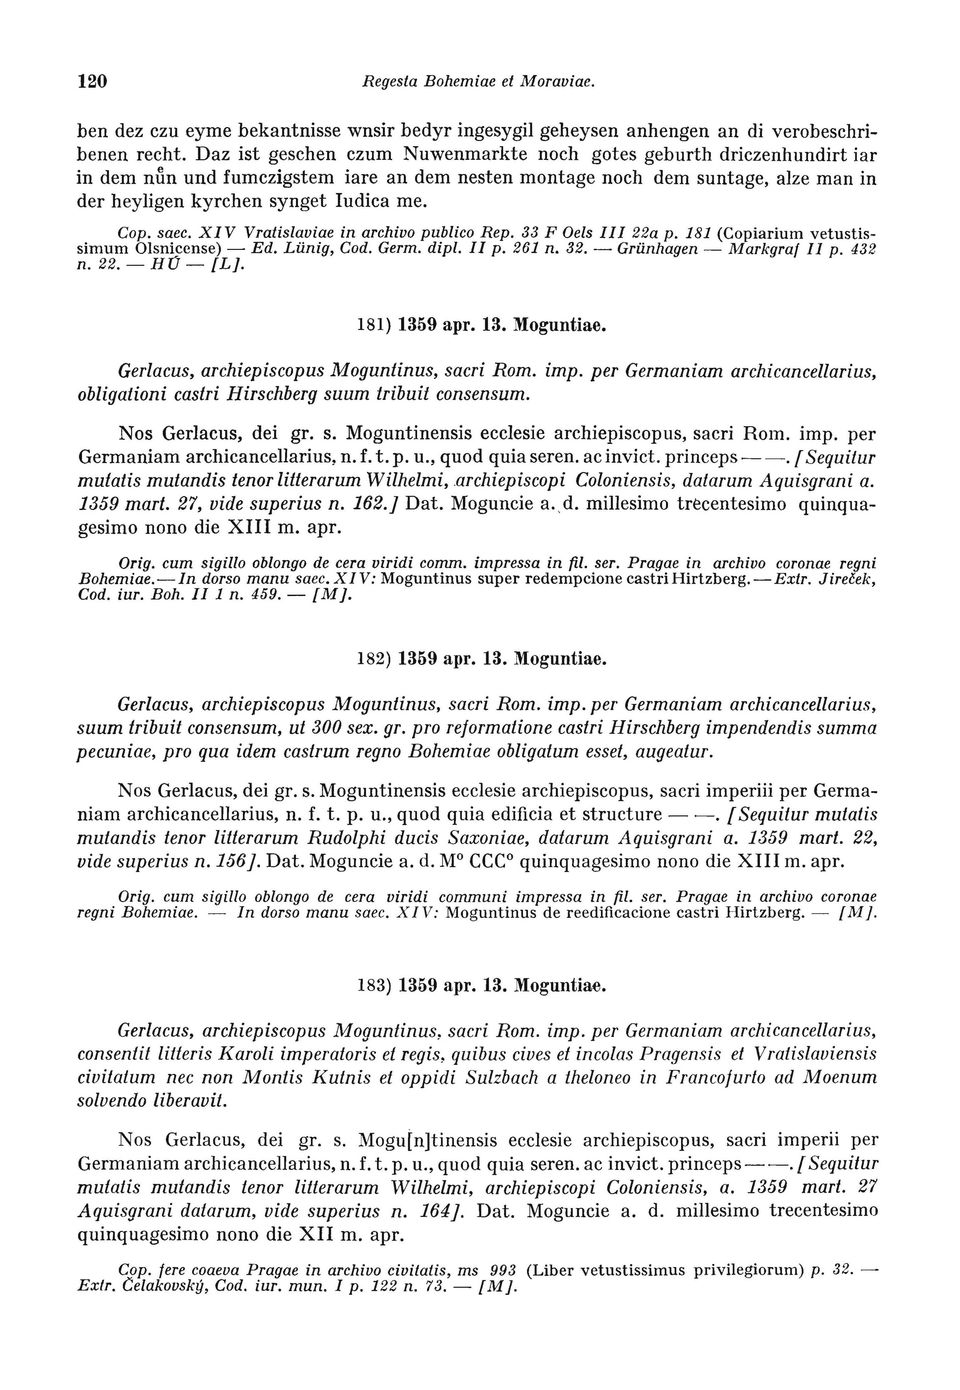 120 Regesta Bohemiae et Moraviae.
ben dez czu eyme bekantnisse wnsir bedyr ingesygil geheysen anhengen an di verobeschri-
benen recht. Daz ist geschen czum Nuwenmarkte noch gotes geburth driczenhundirt iar
in dem nůn und fumczigstem iare an dem nesten montage noch dem suntage, alze man in
der heyligen kyrchen synget Iudica me.
Cop. saec. XIV Vratislaviae in archivo publico Rep. 33 F Oels III 22a p. 181 (Copiarium vetustis-
simum Olsnicense) — Ed. Lünig, Cod. Germ. dipl. II p. 261 n. 32. — Grünhagen — Markgraf II p. 432
n. 22. — HÚ — [L].
181) 1359 apr. 13. Moguntiae.
Gerlacus, archiepiscopus Moguntinus, sacri Rom. imp. per Germaniam archicancellarius,
obligationi castri Hirschberg suum tribuit consensum.
Nos Gerlacus, dei gr. s. Moguntinensis ecclesie archiepiscopus, sacri Rom. imp. per
Germaniam archicancellarius, n. f. t. p. u., quod quia seren. ac invict. princeps — —. [Sequitur
mutatis mutandis tenor litterarum Wilhelmi, archiepiscopi Coloniensis, datarum Aquisgrani a.
1359 mart. 27, vide superius n. 162.] Dat. Moguncie a. d. millesimo trecentesimo quinqua-
gesimo nono die XIII m. apr.
Orig. cum sigillo oblongo de cera viridi comm. impressa in fil. ser. Pragae in archivo coronae regni
Bohemiae. — In dorso manu saec. XIV: Moguntinus super redempcione castri Hirtzberg. — Extr. Jireček,
Cod. iur. Boh. II 1 n. 459. — [M].
182) 1359 apr. 13. Moguntiae.
Gerlacus, archiepiscopus Moguntinus, sacri Rom. imp. per Germaniam archicancellarius,
suum tribuit consensum, ut 300 sex. gr. pro reformatione castri Hirschberg impendendis summa
pecuniae, pro qua idem castrum regno Bohemiae obligatum esset, augeatur.
Nos Gerlacus, dei gr. s. Moguntinensis ecclesie archiepiscopus, sacri imperiii per Germa-
niam archicancellarius, n. f. t. p. u., quod quia edificia et structure — —. [Sequitur mutatis
mutandis tenor litterarum Rudolphi ducis Saxoniae, datarum Aquisgrani a. 1359 mart. 22,
vide superius n. 156]. Dat. Moguncie a. d. M° CCC° quinquagesimo nono die XIII m. apr.
Orig. cum sigillo oblongo de cera viridi communi impressa in fil. ser. Pragae in archivo coronae
regni Bohemiae. — In dorso manu saec. XIV: Moguntinus de reedificacione castri Hirtzberg. — [M].
183) 1359 apr. 13. Moguntiae.
Gerlacus, archiepiscopus Moguntinus, sacri Rom. imp. per Germaniam archicancellarius,
consentit litteris Karoli imperatoris et regis, quibus cives et incolas Pragensis et Vratislaviensis
civitatum nec non Montis Kutnis et oppidi Sulzbach a theloneo in Francofurto ad Moenum
solvendo liberavit.
Nos Gerlacus, dei gr. s. Mogu[n]tinensis ecclesie archiepiscopus, sacri imperii per
Germaniam archicancellarius, n. f. t. p. u., quod quia seren. ac invict. princeps — —. [Sequitur
mutatis mutandis tenor litterarum Wilhelmi, archiepiscopi Coloniensis, a. 1359 mart. 27
Aquisgrani datarum, vide superius n. 164]. Dat. Moguncie a. d. millesimo trecentesimo
quinquagesimo nono die XII m. apr.
Cop. fere coaeva Pragae in archivo civitatis, ms 993 (Liber vetustissimus privilegiorum) p. 32. —
Extr. Čelakovský, Cod. iur. mun. I p. 122 n. 73. — [M].